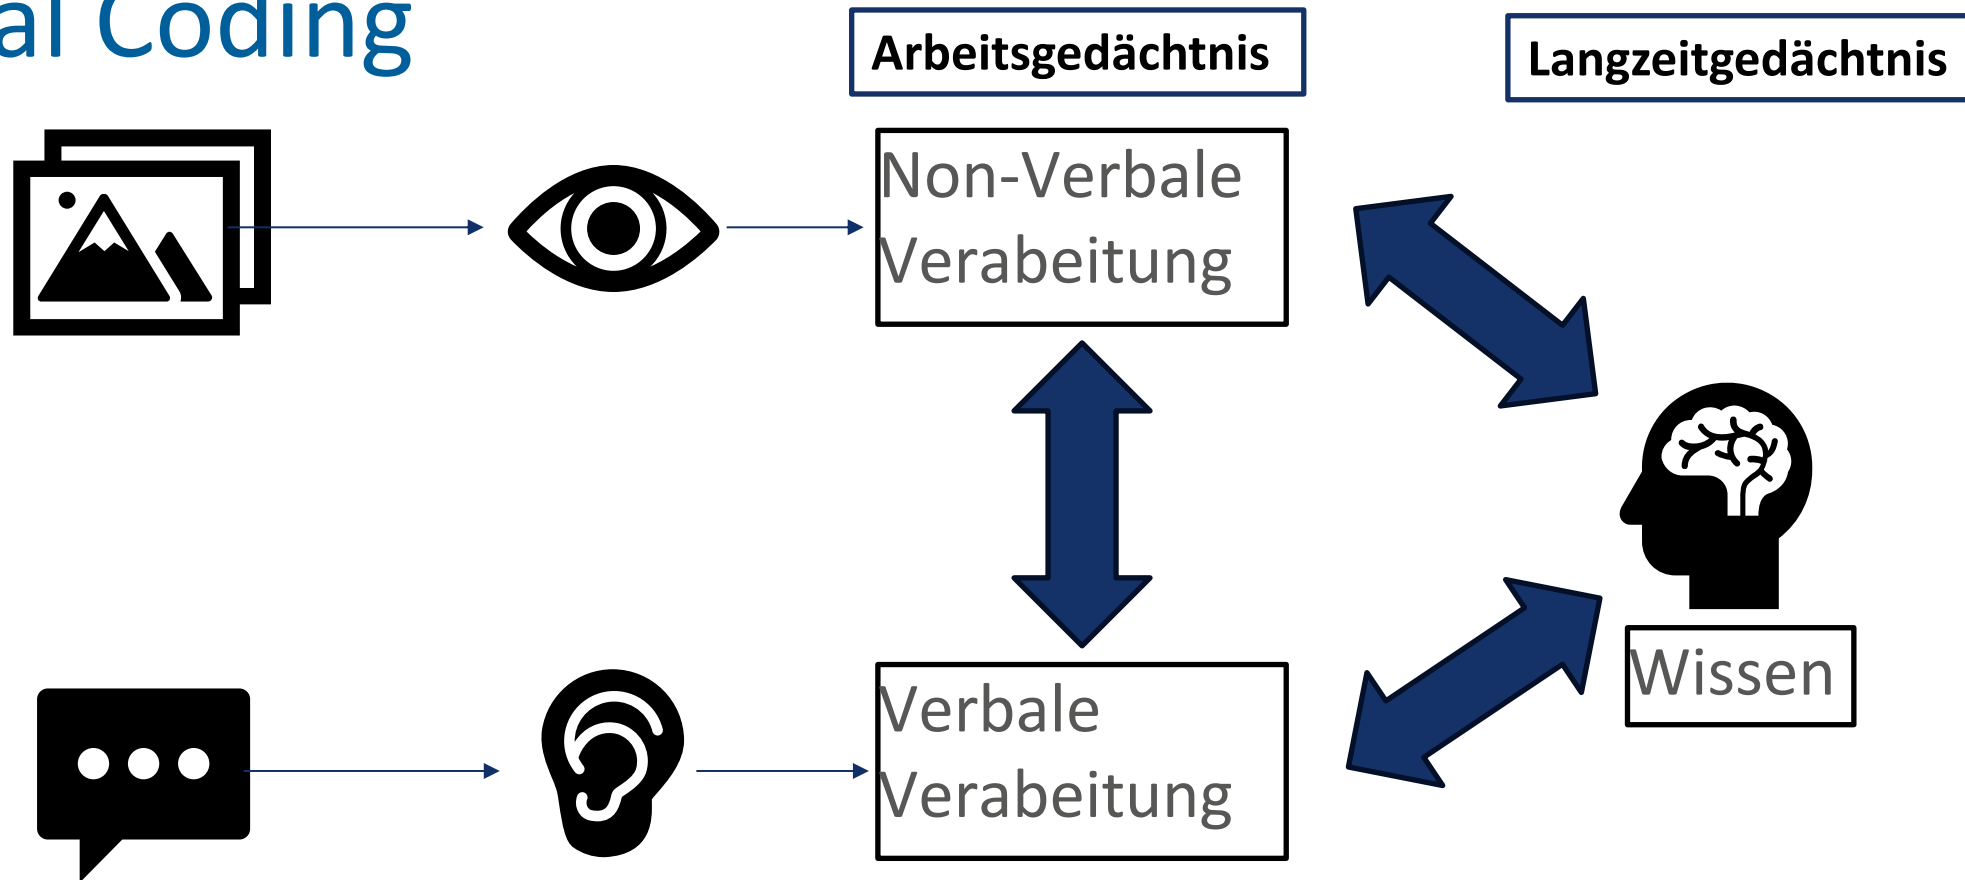 al Coding
Arbeitsgedächtnis
Langzeitgedächtnis
Non-Verbale
Verabeitung
Wissen
Verbale
Verabeitung